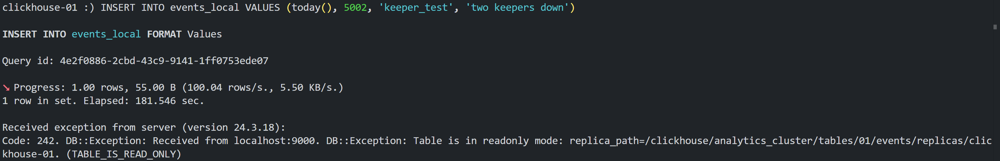 clickhouse-01 :) INSERT INTO events_local VALUES (today(), 5002, 'keeper_test', 'two keepers down')
INSERT INTO events_local FORMAT Values
Query id: 4e2f0886-2cbd-43c9-9141-1ff0753ede07
↘ Progress: 1.00 rows, 55.00 B (100.04 rows/s., 5.50 KB/s.)
1 row in set. Elapsed: 181.546 sec.
Received exception from server (version 24.3.18):
Code: 242. DB::Exception: Received from localhost:9000. DB::Exception: Table is in readonly mode: replica_path=/clickhouse/analytics_cluster/tables/01/events/replicas/clic
khouse-01. (TABLE_IS_READ_ONLY)